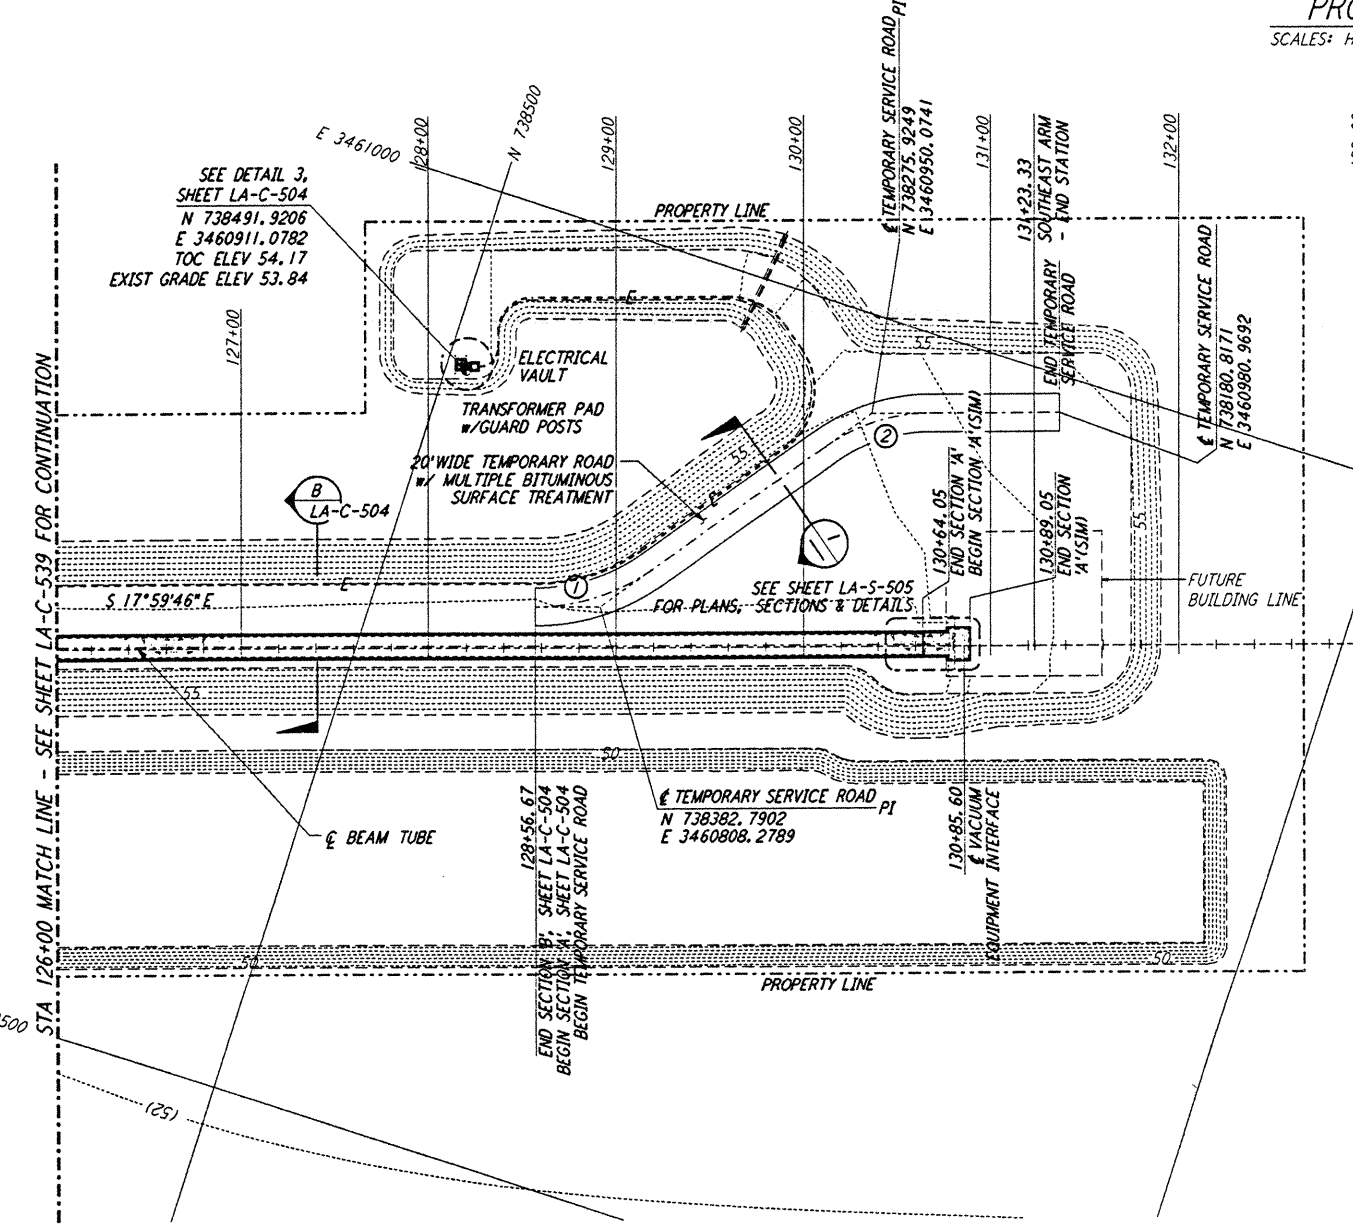 PRO
SCALES: H
E 3461000
128+00
N 738500
129+00
130+00
℄ TEMPORARY SERVICE ROAD PI
N 738275.9249
E 3460950.0741
131+00
131+23.33
SOUTHEAST ARM
- END STATION
END TEMPORARY
SERVICE ROAD
132+00
SEE DETAIL 3,
SHEET LA-C-504
N 738491.9206
E 3460911.0782
TOC ELEV 54.17
EXIST GRADE ELEV 53.84
PROPERTY LINE
℄ TEMPORARY SERVICE ROAD
N 738180.8171
E 3460980.9692
127+00
E
55
ELECTRICAL
VAULT
TRANSFORMER PAD
w/GUARD POSTS
2
55
20'WIDE TEMPORARY ROAD
w/ MULTIPLE BITUMINOUS
SURFACE TREATMENT
E
B
LA-C-504
1
130+64.05
END SECTION 'A'
BEGIN SECTION 'A'(SIM)
130+89.05
END SECTION
'A'(SIM)
55
E
1
SEE SHEET LA-S-505
FOR PLANS, SECTIONS & DETAILS
FUTURE
BUILDING LINE
S 17°59'46" E
55
50
℄ BEAM TUBE
128+56.67
END SECTION 'B', SHEET LA-C-504
BEGIN SECTION 'A', SHEET LA-C-504
BEGIN TEMPORARY SERVICE ROAD
℄ TEMPORARY SERVICE ROAD PI
N 738382.7902
E 3460808.2789
130+85.60
℄ VACUUM
EQUIPMENT INTERFACE
50
50
PROPERTY LINE
STA 126+00 MATCH LINE - SEE SHEET LA-C-539 FOR CONTINUATION
500
(52)